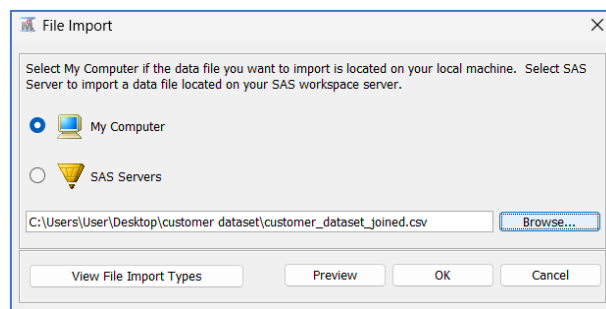 File Import
Select My Computer if the data file you want to import is located on your local machine. Select SAS
Server to import a data file located on your SAS workspace server.
My Computer
SAS Servers
C:\Users\User\Desktop\customer dataset\customer_dataset_joined.csv
Browse...
View File Import Types
Preview
OK
Cancel